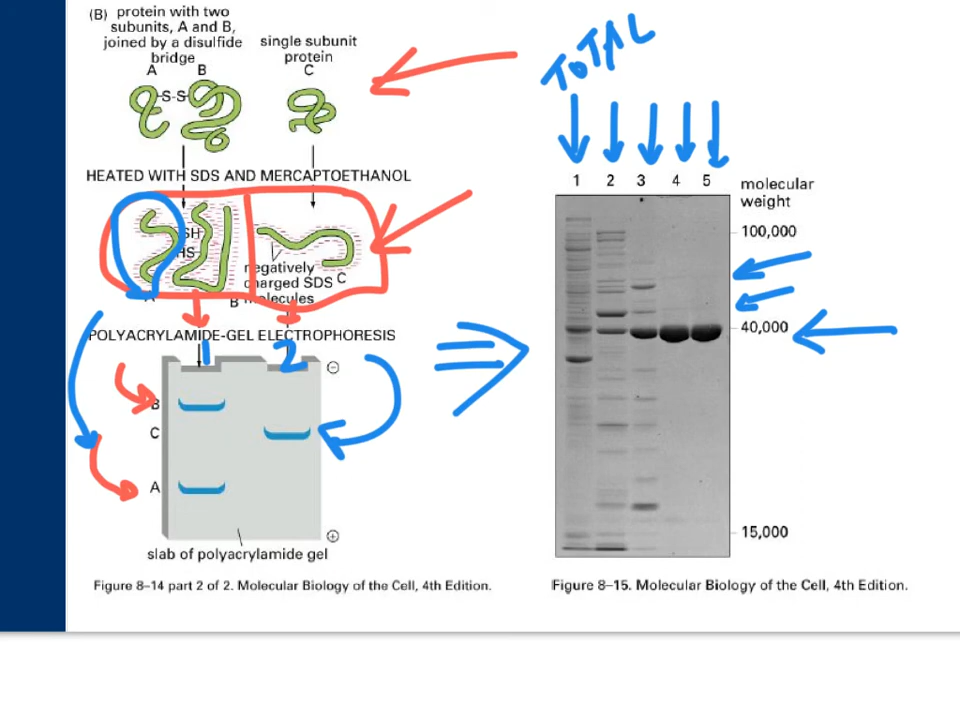 (B) protein with two
subunits, A and B,
joined by a disulfide
bridge
single subunit
protein
A B C
S-S
HEATED WITH SDS AND MERCAPTOETHANOL
SH
HS
negatively
charged SDS
molecules
C
B
POLYACRYLAMIDE-GEL ELECTROPHORESIS
1 2
B
C
A
slab of polyacrylamide gel
Figure 8–14 part 2 of 2. Molecular Biology of the Cell, 4th Edition.
TOTAL
1 2 3 4 5
molecular
weight
100,000
40,000
15,000
Figure 8–15. Molecular Biology of the Cell, 4th Edition.